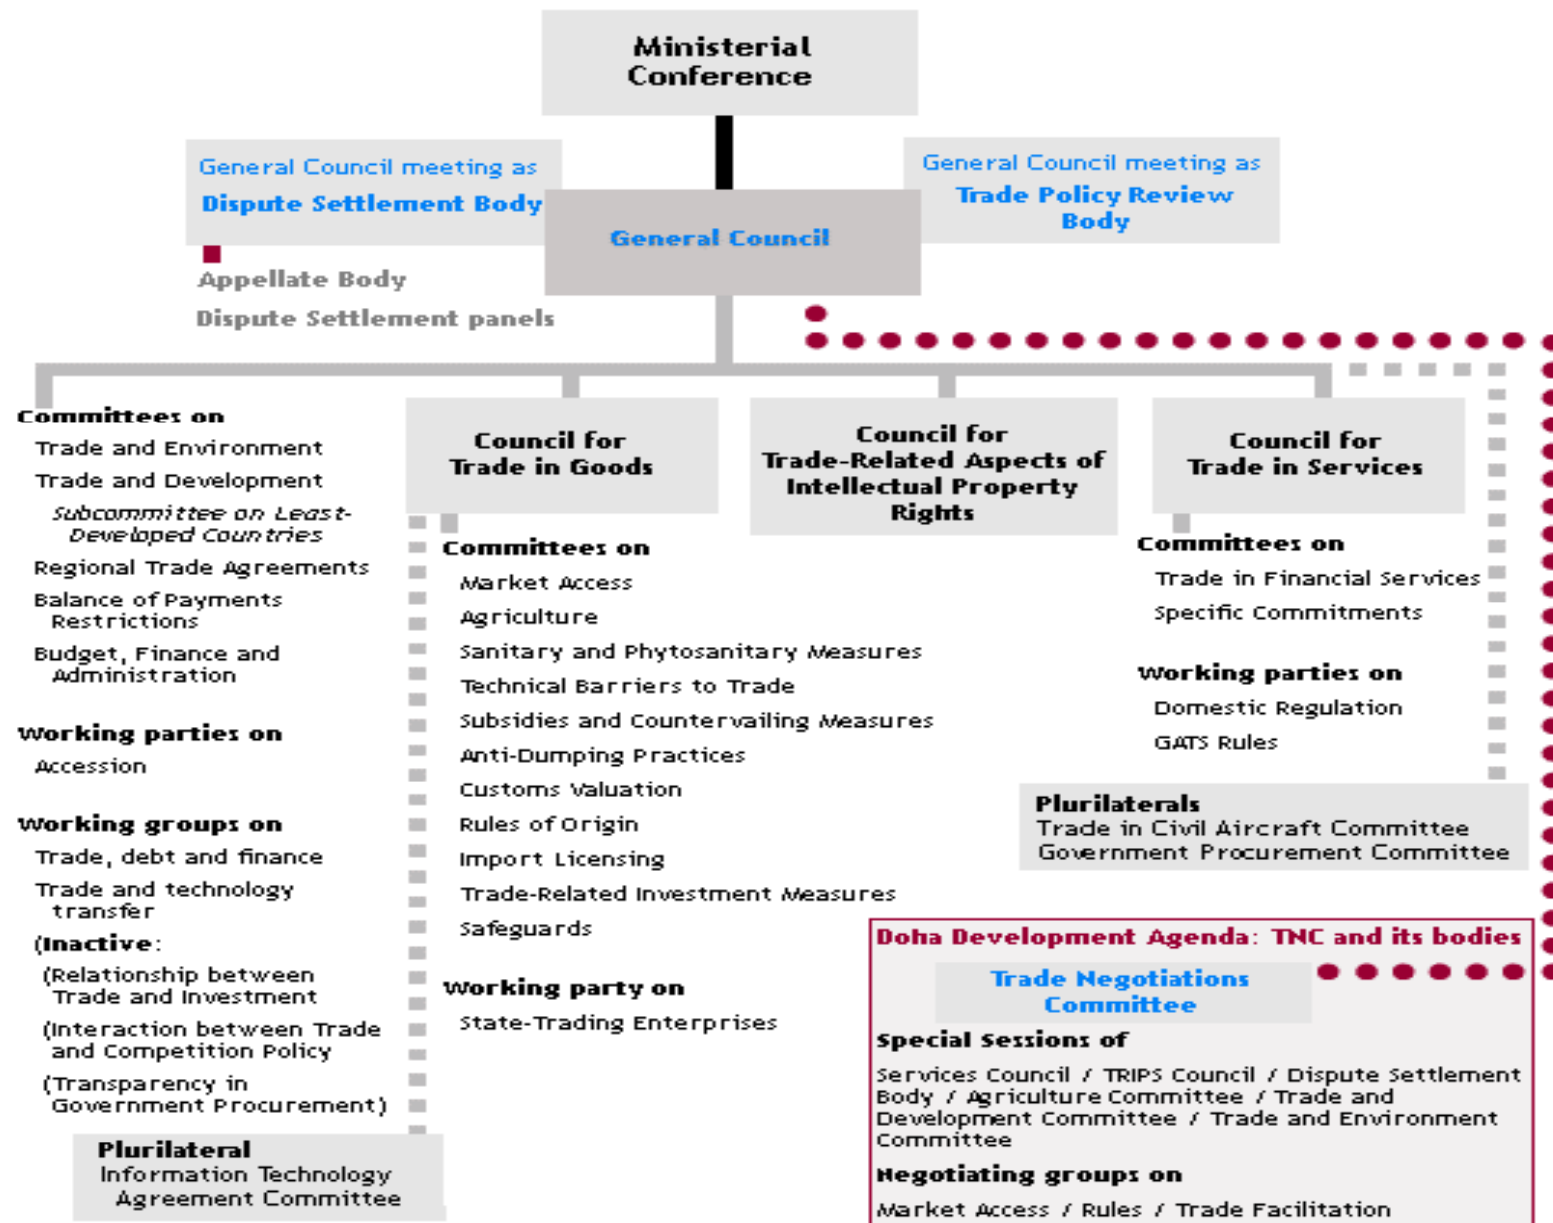 Ministerial
Conference
General Council meeting as
Dispute Settlement Body
General Council meeting as
Trade Policy Review
Body
General Council
Appellate Body
Dispute Settlement panels
Committees on
Trade and Environment
Trade and Development
Subcommittee on Least-
Developed Countries
Regional Trade Agreements
Balance of Payments
Restrictions
Budget, Finance and
Administration
Working parties on
Accession
Working groups on
Trade, debt and finance
Trade and technology
transfer
(Inactive:
(Relationship between
Trade and Investment
(Interaction between Trade
and Competition Policy
(Transparency in
Government Procurement)
Plurilateral
Information Technology
Agreement Committee
Council for
Trade in Goods
Committees on
Market Access
Agriculture
Sanitary and Phytosanitary Measures
Technical Barriers to Trade
Subsidies and Countervailing Measures
Anti-Dumping Practices
Customs Valuation
Rules of Origin
Import Licensing
Trade-Related Investment Measures
Safeguards
Working party on
State-Trading Enterprises
Council for
Trade-Related Aspects of
Intellectual Property
Rights
Council for
Trade in Services
Committees on
Trade in Financial Services
Specific Commitments
Working parties on
Domestic Regulation
GATS Rules
Plurilaterals
Trade in Civil Aircraft Committee
Government Procurement Committee
Doha Development Agenda: TNC and its bodies
Trade Negotiations
Committee
Special Sessions of
Services Council / TRIPS Council / Dispute Settlement
Body / Agriculture Committee / Trade and
Development Committee / Trade and Environment
Committee
Negotiating groups on
Market Access / Rules / Trade Facilitation